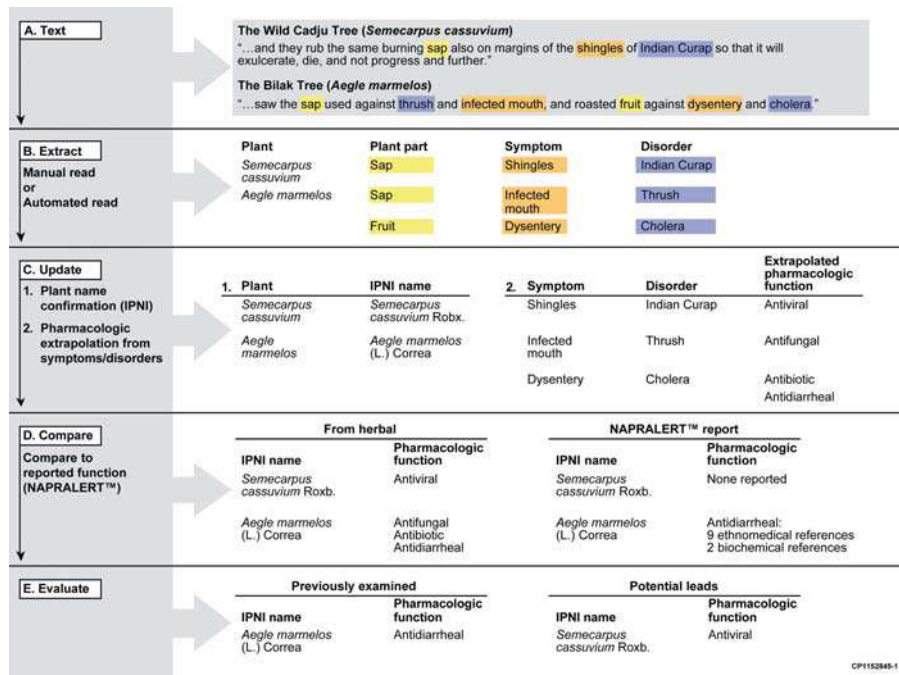 A. Text
The Wild Cadju Tree (Semecarpus cassuvium)
“…and they rub the same burning sap also on margins of the shingles of Indian Curap so that it will
exulcerate, die, and not progress and further.”
The Bilak Tree (Aegle marmelos)
“…saw the sap used against thrush and infected mouth, and roasted fruit against dysentery and cholera.”
B. Extract
Manual read
or
Automated read
Plant Plant part Symptom Disorder
Semecarpus Sap Shingles Indian Curap
cassuvium
Aegle marmelos Sap Infected Thrush
mouth
Fruit Dysentery Cholera
C. Update
1. Plant name
confirmation (IPNI)
2. Pharmacologic
extrapolation from
symptoms/disorders
1. Plant IPNI name
Semecarpus Semecarpus
cassuvium cassuvium Robx.
Aegle Aegle marmelos
marmelos (L.) Correa
Extrapolated
pharmacologic
2. Symptom Disorder function
Shingles Indian Curap Antiviral
Infected Thrush Antifungal
mouth
Dysentery Cholera Antibiotic
Antidiarrheal
D. Compare
Compare to
reported function
(NAPRALERT™)
From herbal
Pharmacologic
IPNI name function
Semecarpus Antiviral
cassuvium Roxb.
Aegle marmelos Antifungal
(L.) Correa Antibiotic
Antidiarrheal
NAPRALERT™ report
Pharmacologic
IPNI name function
Semecarpus None reported
cassuvium Roxb.
Aegle marmelos Antidiarrheal:
(L.) Correa 9 ethnomedical references
2 biochemical references
E. Evaluate
Previously examined
Pharmacologic
IPNI name function
Aegle marmelos Antidiarrheal
(L.) Correa
Potential leads
Pharmacologic
IPNI name function
Semecarpus Antiviral
cassuvium Roxb.
CP1152845-1